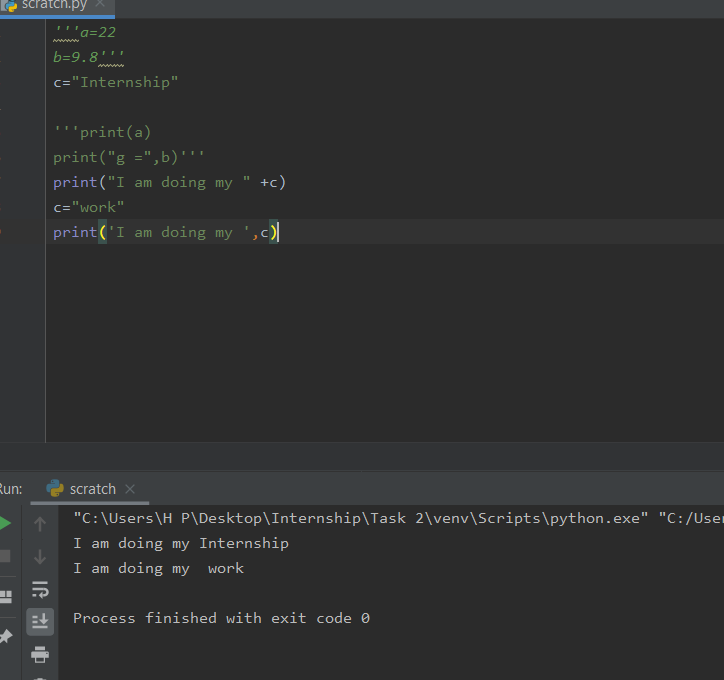 scratch.py
'''a=22
b=9.8'''
c="Internship"
'''print(a)
print("g =",b)'''
print("I am doing my " +c)
c="work"
print('I am doing my ',c)
Run:
scratch
"C:\Users\H P\Desktop\Internship\Task 2\venv\Scripts\python.exe" "C:/User
I am doing my Internship
I am doing my  work
Process finished with exit code 0